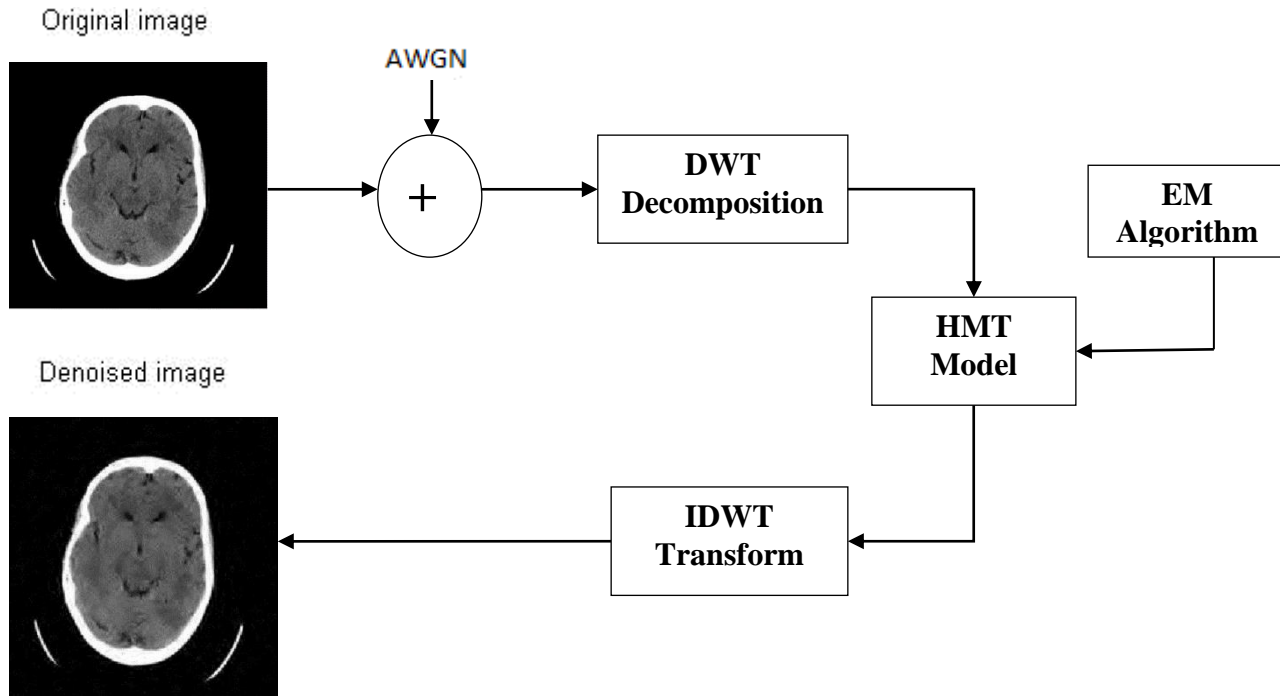 Original image
AWGN
+
DWT
Decomposition
EM
Algorithm
HMT
Model
Denoised image
IDWT
Transform